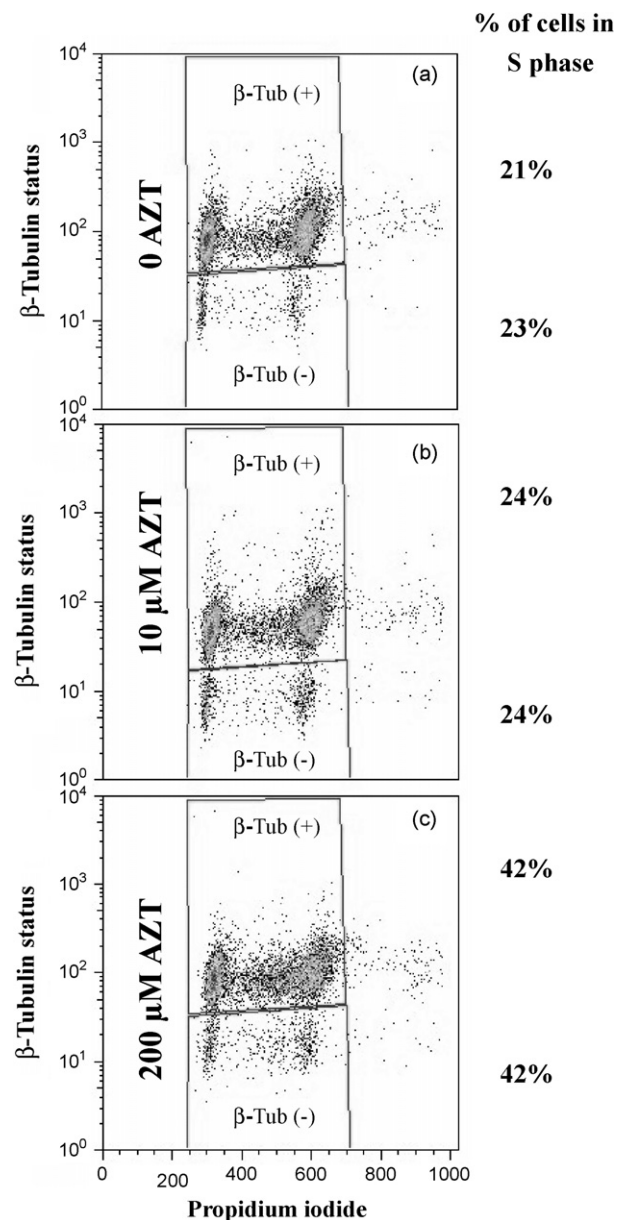 % of cells in
S phase
10⁴
(a)
β-Tub (+)
10³
21%
β-Tubulin status
0 AZT
10²
10¹
23%
β-Tub (-)
10⁰
10⁴
(b)
β-Tub (+)
24%
10³
β-Tubulin status
10 µM AZT
10²
10¹
24%
β-Tub (-)
10⁰
10⁴
(c)
β-Tub (+)
42%
10³
β-Tubulin status
200 µM AZT
10²
10¹
42%
β-Tub (-)
10⁰
0 200 400 600 800 1000
Propidium iodide